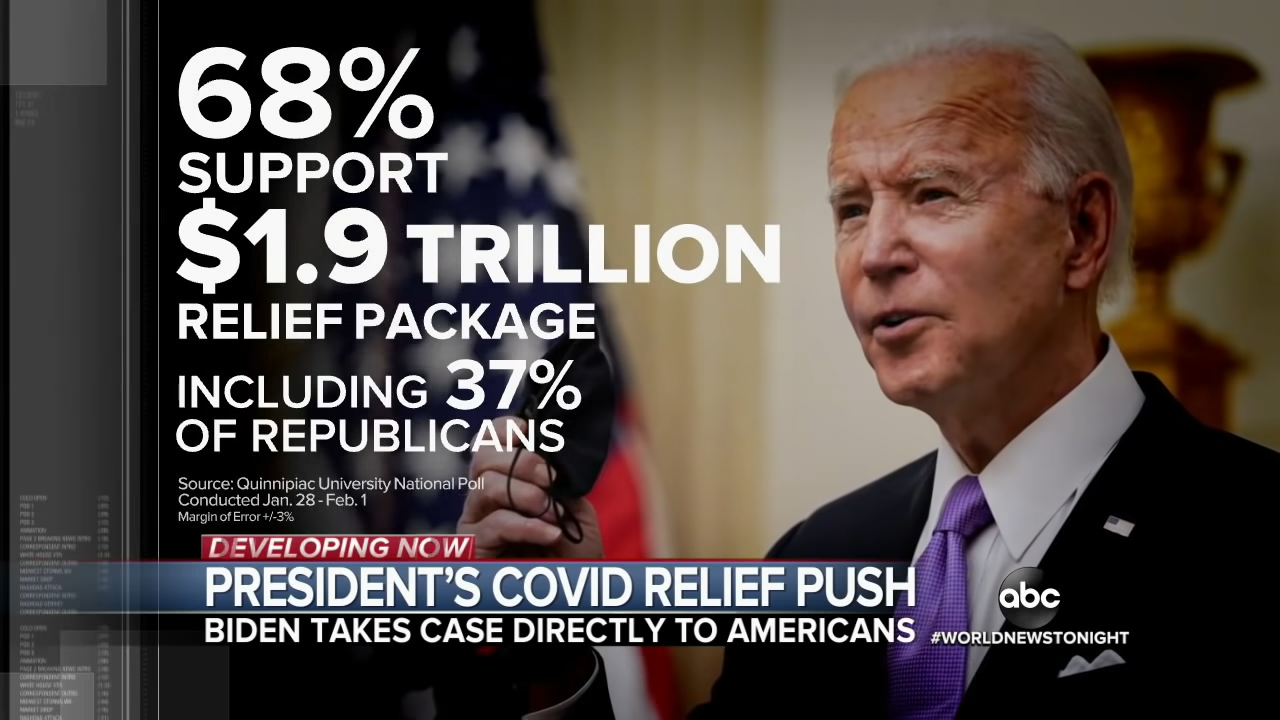 68%
SUPPORT
$1.9 TRILLION
RELIEF PACKAGE
INCLUDING 37%
OF REPUBLICANS
Source: Quinnipiac University National Poll
Conducted Jan. 28 - Feb. 1
Margin of Error +/-3%
DEVELOPING NOW
PRESIDENT'S COVID RELIEF PUSH
BIDEN TAKES CASE DIRECTLY TO AMERICANS
abc
#WORLDNEWSTONIGHT